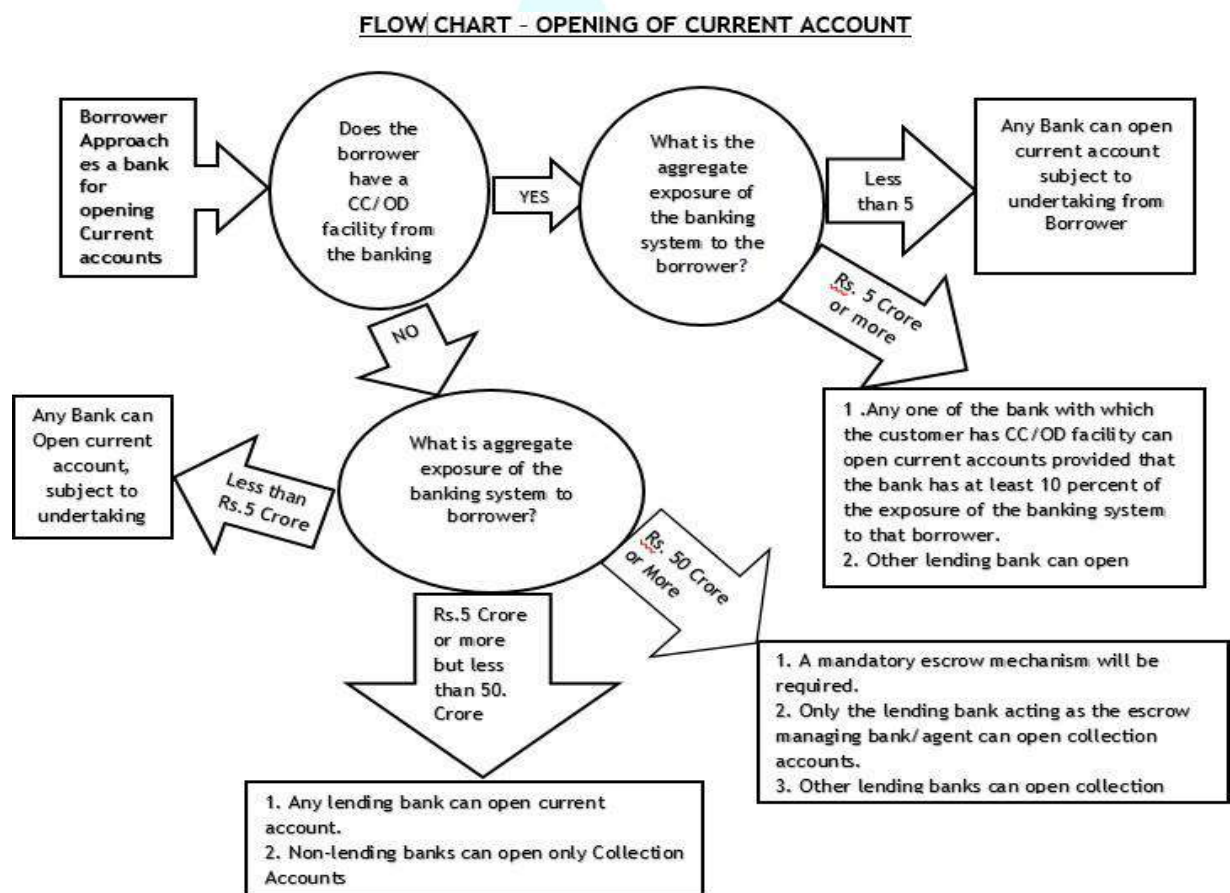 FLOW CHART - OPENING OF CURRENT ACCOUNT
Borrower
Approach
es a bank
for
opening
Current
accounts
Does the
borrower
have a
CC/OD
facility from
the banking
YES
What is the
aggregate
exposure of
the banking
system to the
borrower?
Less
than 5
Any Bank can open
current account
subject to
undertaking from
Borrower
Rs. 5 Crore
or more
1 .Any one of the bank with which
the customer has CC/OD facility can
open current accounts provided that
the bank has at least 10 percent of
the exposure of the banking system
to that borrower.
2. Other lending bank can open
NO
What is aggregate
exposure of the
banking system to
borrower?
Less than
Rs.5 Crore
Any Bank can
Open current
account,
subject to
undertaking
Rs.5 Crore
or more
but less
than 50.
Crore
1. Any lending bank can open current
account.
2. Non-lending banks can open only Collection
Accounts
Rs. 50 Crore
or More
1. A mandatory escrow mechanism will be
required.
2. Only the lending bank acting as the escrow
managing bank/agent can open collection
accounts.
3. Other lending banks can open collection